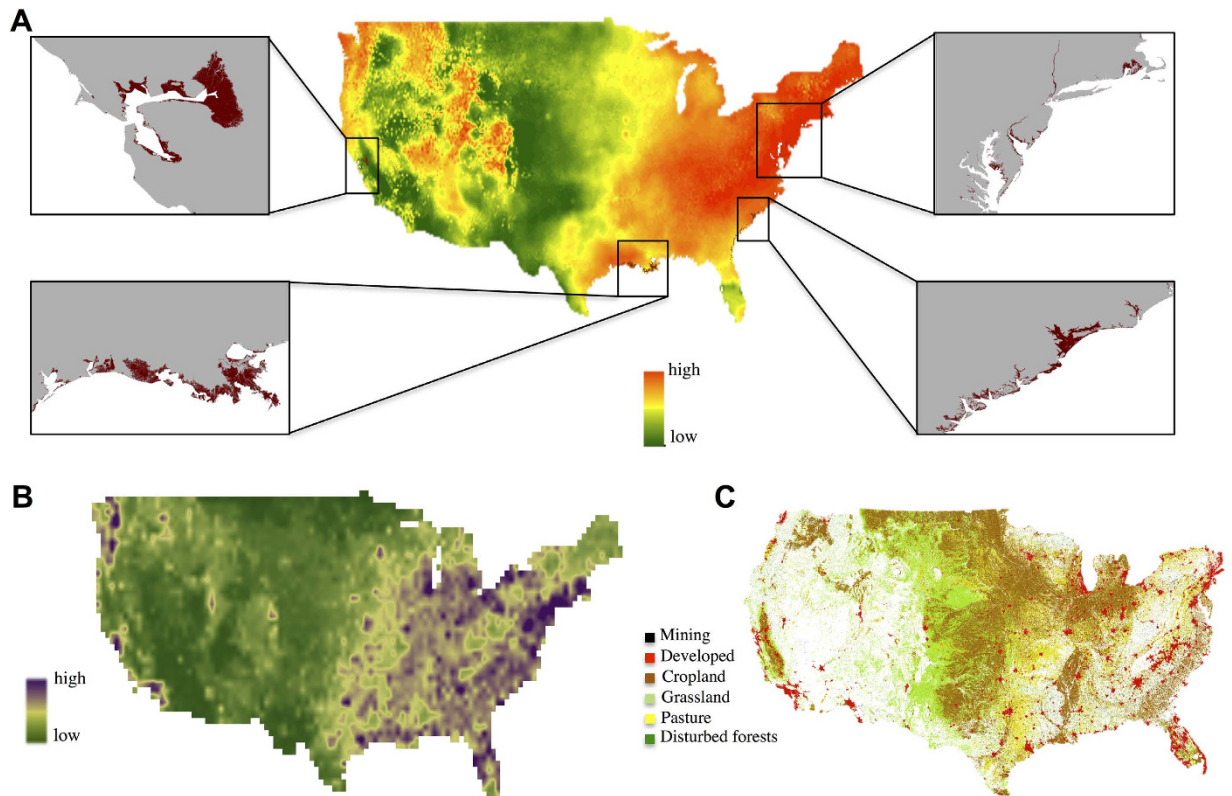 A
high
low
B
high
low
C
Mining
Developed
Cropland
Grassland
Pasture
Disturbed forests